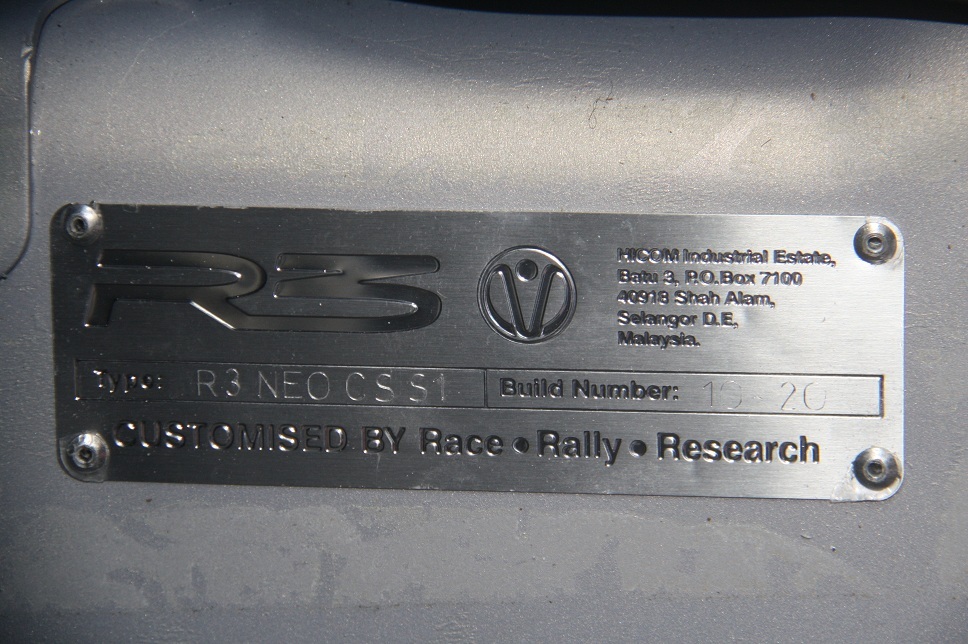 R3
HICOM Industrial Estate,
Batu 3, P.O.Box 7100
40918 Shah Alam,
Selangor D.E,
Malaysia.
Type: R3 NEO CS S1
Build Number: 20
CUSTOMISED BY Race • Rally • Research